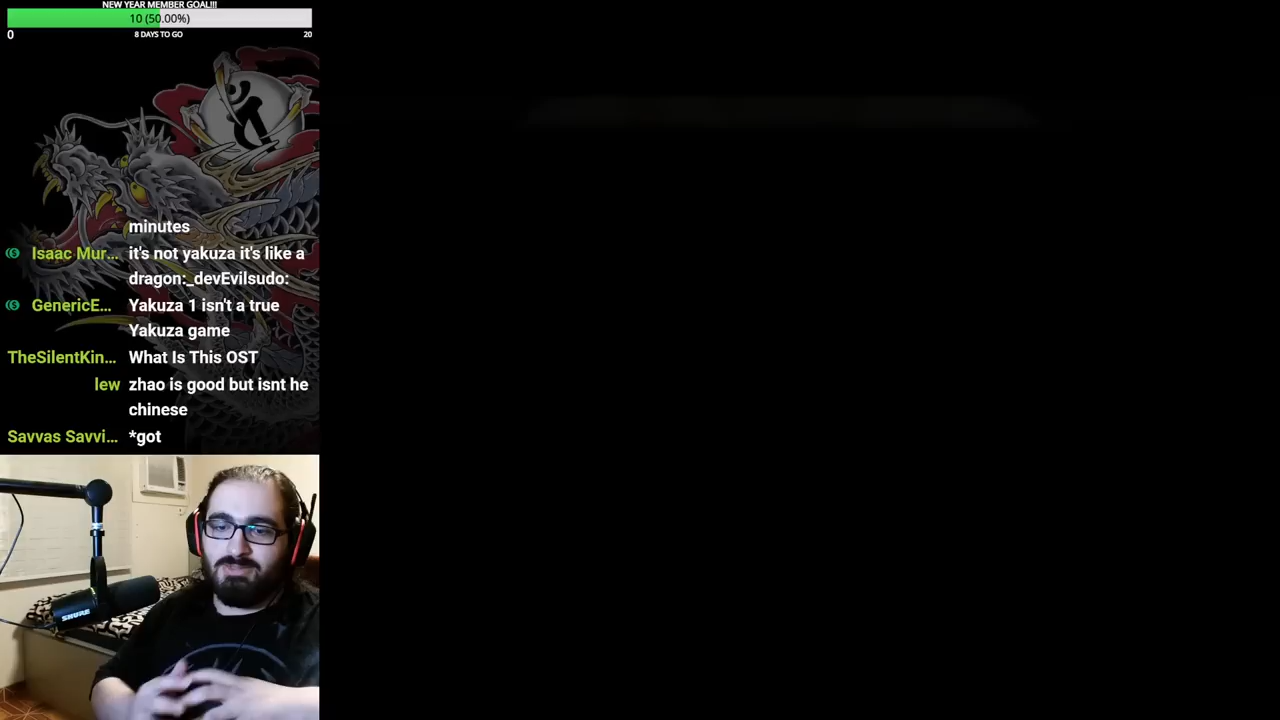 NEW YEAR MEMBER GOAL!!!
10 (50.00%)
0 8 DAYS TO GO 20
minutes
Isaac Mur... it's not yakuza it's like a
dragon:_devEvilsudo:
GenericE... Yakuza 1 isn't a true
Yakuza game
TheSilentKin... What Is This OST
lew zhao is good but isnt he
chinese
Savvas Savvi... *got
SHURE